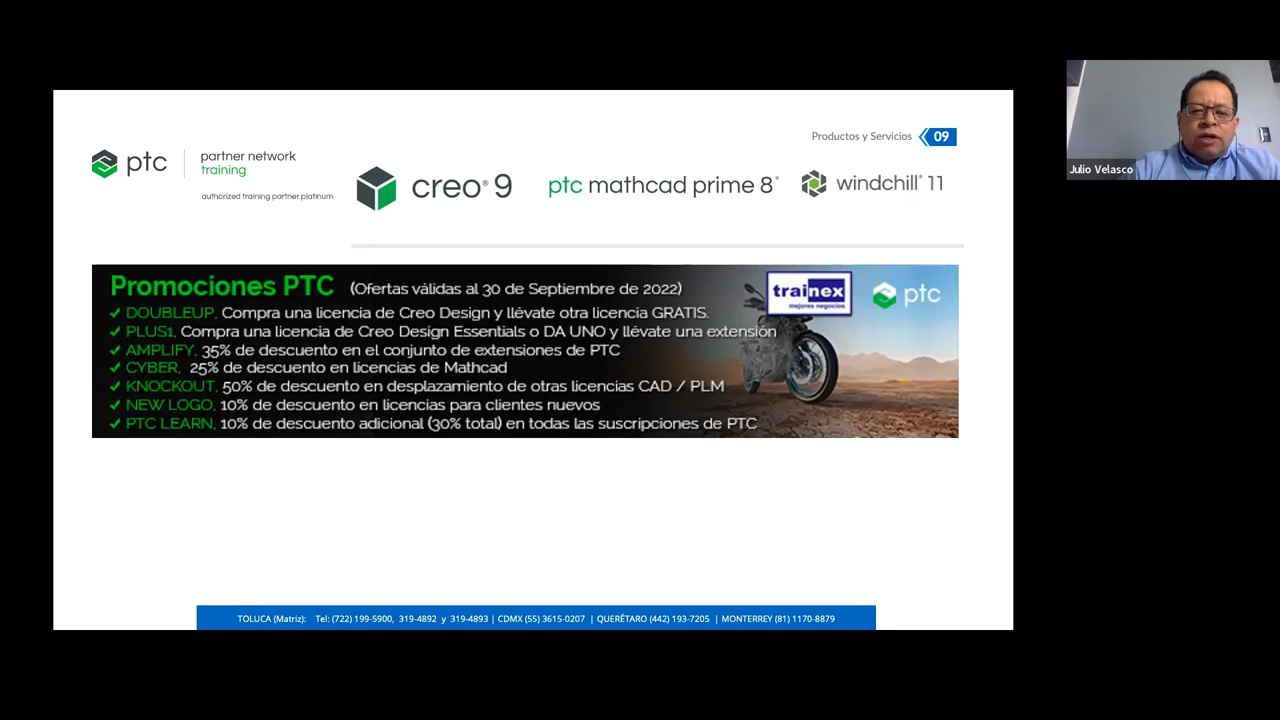 Productos y Servicios 09
ptc
partner network
training
authorized training partner platinum
creo® 9
ptc mathcad prime 8®
windchill® 11
Julio Velasco
Promociones PTC (Ofertas válidas al 30 de Septiembre de 2022)
trainex
mejores negocios
ptc
✓ DOUBLEUP, Compra una licencia de Creo Design y llévate otra licencia GRATIS.
✓ PLUS1, Compra una licencia de Creo Design Essentials o DA UNO y llévate una extensión
✓ AMPLIFY, 35% de descuento en el conjunto de extensiones de PTC
✓ CYBER, 25% de descuento en licencias de Mathcad
✓ KNOCKOUT, 50% de descuento en desplazamiento de otras licencias CAD / PLM
✓ NEW LOGO, 10% de descuento en licencias para clientes nuevos
✓ PTC LEARN, 10% de descuento adicional (30% total) en todas las suscripciones de PTC
TOLUCA (Matriz): Tel: (722) 199-5900, 319-4892 y 319-4893 | CDMX (55) 3615-0207 | QUERÉTARO (442) 193-7205 | MONTERREY (81) 1170-8879